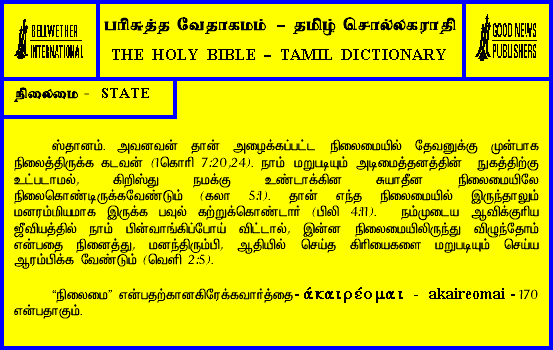 BELLWETHER
INTERNATIONAL
பரிசுத்த வேதாகமம் – தமிழ் சொல்லகராதி
THE HOLY BIBLE – TAMIL DICTIONARY
GOOD NEWS
PUBLISHERS
நிலைமை - STATE
ஸ்தானம். அவனவன் தான் அழைக்கப்பட்ட நிலைமையில் தேவனுக்கு முன்பாக
நிலைத்திருக்க கடவன் (1கொரி 7:20,24). நாம் மறுபடியும் அடிமைத்தனத்தின் நுகத்திற்கு
உட்படாமல், கிறிஸ்து நமக்கு உண்டாக்கின சுயாதீன நிலைமையிலே
நிலைகொண்டிருக்கவேண்டும் (கலா 5:1). தான் எந்த நிலைமையில் இருந்தாலும்
மனரம்மியமாக இருக்க பவுல் கற்றுக்கொண்டார் (பிலி 4:11). நம்முடைய ஆவிக்குரிய
ஜீவியத்தில் நாம் பின்வாங்கிப்போய் விட்டால், இன்ன நிலைமையிலிருந்து விழுந்தோம்
என்பதை நினைத்து, மனந்திரும்பி, ஆதியில் செய்த கிரியைகளை மறுபடியும் செய்ய
ஆரம்பிக்க வேண்டும் (வெளி 2:5).
“நிலைமை” என்பதற்கானகிரேக்கவார்த்தை - ἀκαιρέομαι - akaireomai - 170
என்பதாகும்.